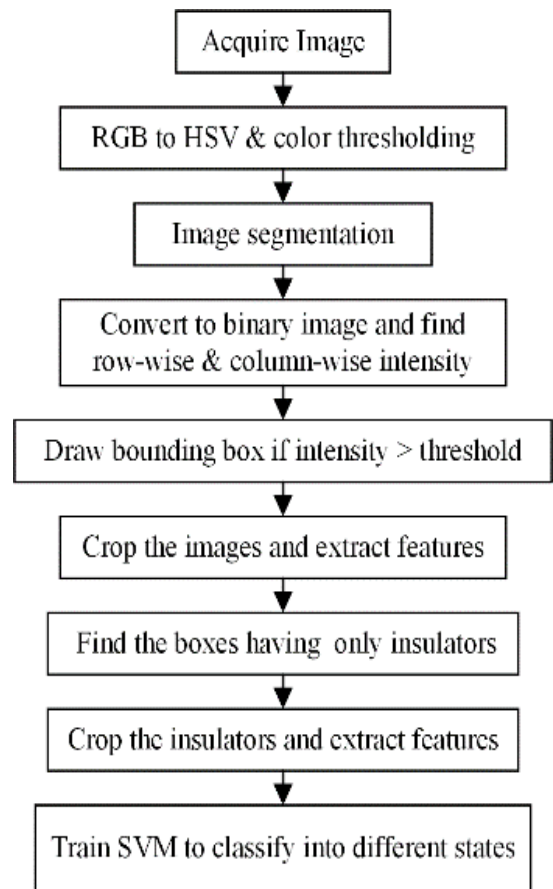 Acquire Image
RGB to HSV & color thresholding
Image segmentation
Convert to binary image and find
row-wise & column-wise intensity
Draw bounding box if intensity > threshold
Crop the images and extract features
Find the boxes having only insulators
Crop the insulators and extract features
Train SVM to classify into different states